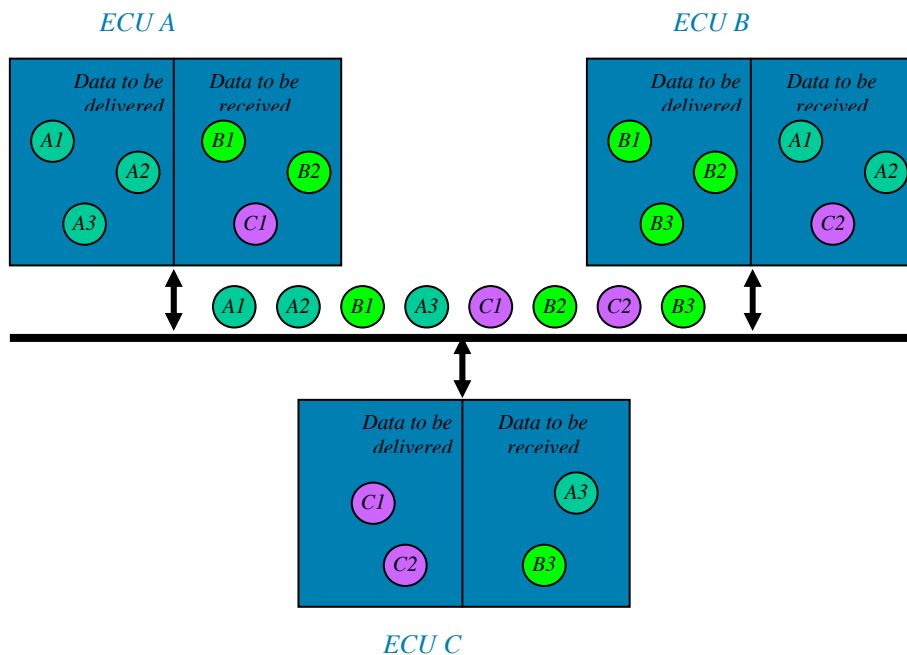 ECU A
ECU B
Data to be
delivered
Data to be
received
Data to be
delivered
Data to be
received
A1
A2
A3
B1
B2
C1
B1
B2
B3
A1
A2
C2
A1 A2 B1 A3 C1 B2 C2 B3
Data to be
delivered
Data to be
received
C1
C2
A3
B3
ECU C